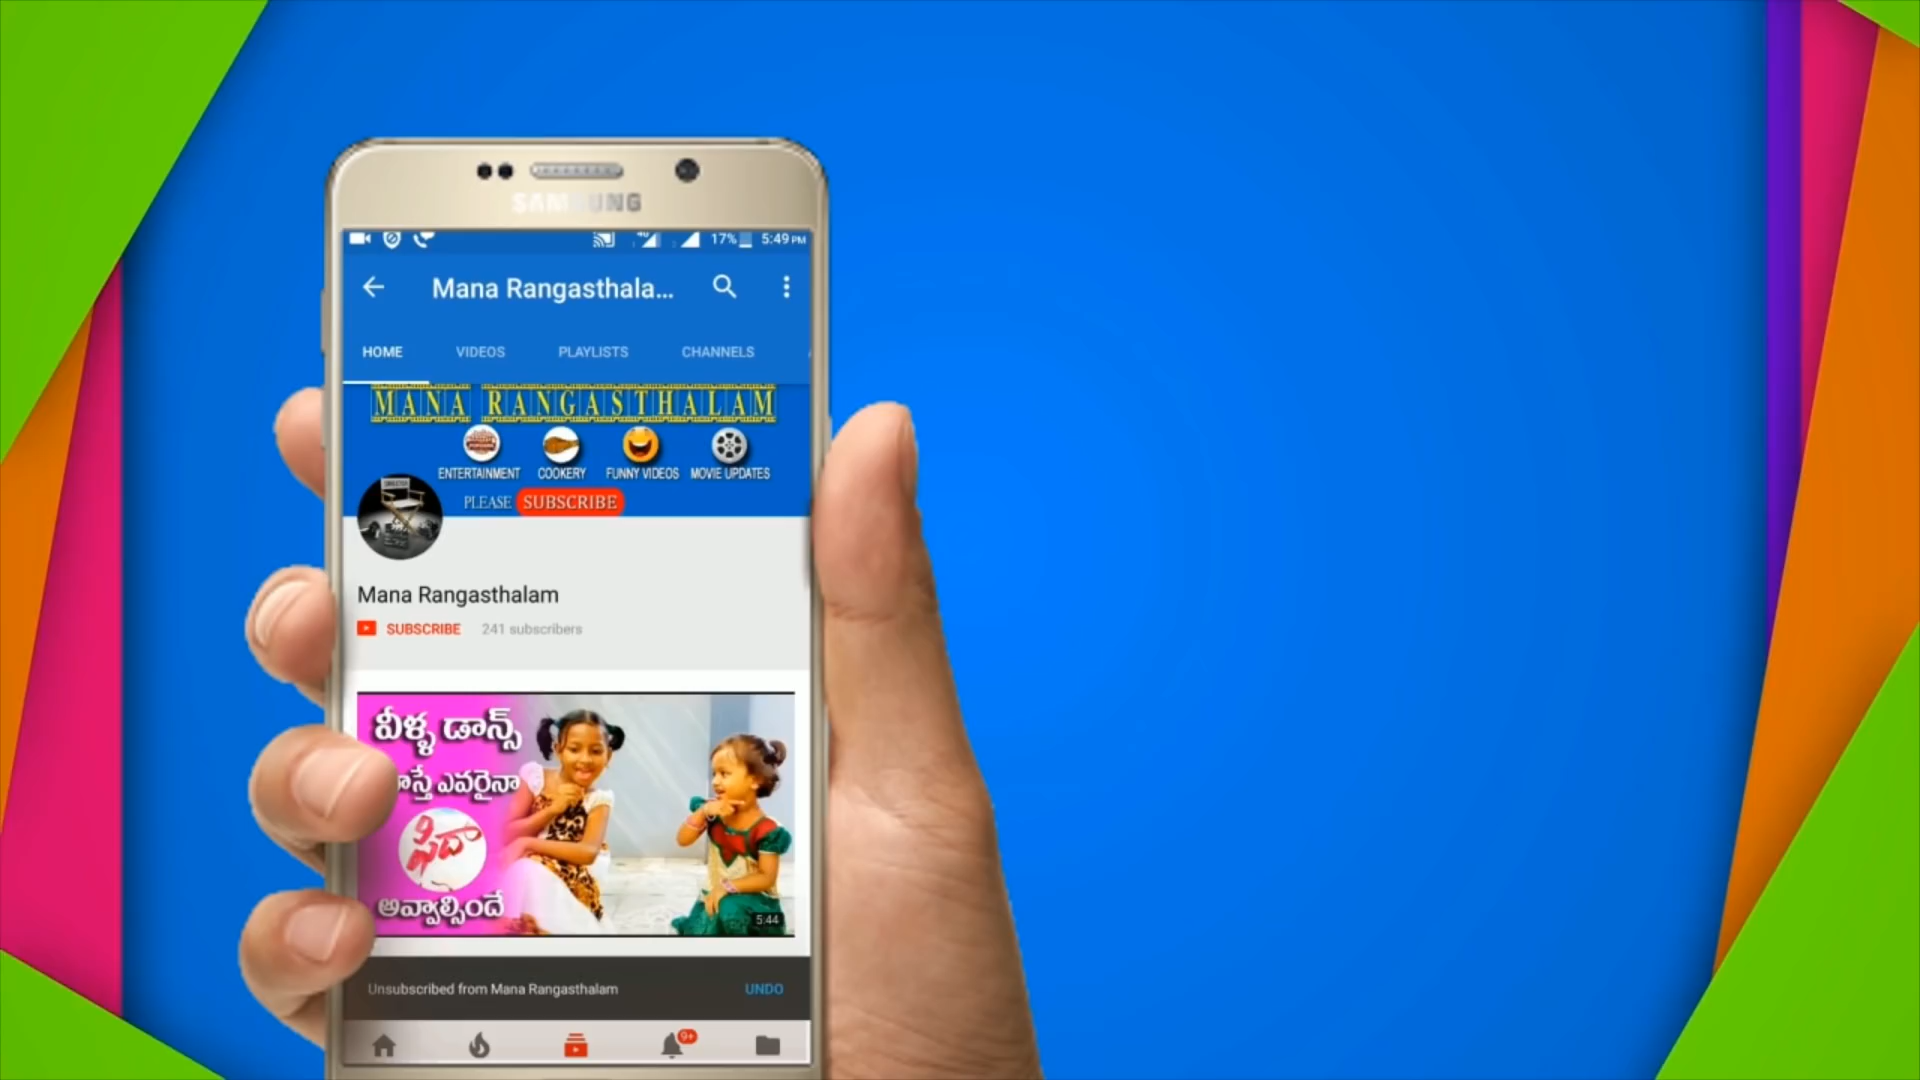 SAMSUNG
17% 5:49 PM
Mana Rangasthala...
HOME VIDEOS PLAYLISTS CHANNELS
MANA RANGASTHALAM
ENTERTAINMENT COOKERY FUNNY VIDEOS MOVIE UPDATES
PLEASE SUBSCRIBE
Mana Rangasthalam
SUBSCRIBE 241 subscribers
వీళ్ళ డాన్స్
ఎవరైనా
ఫిదా
అవ్వాల్సిందే
5:44
Unsubscribed from Mana Rangasthalam UNDO
9+